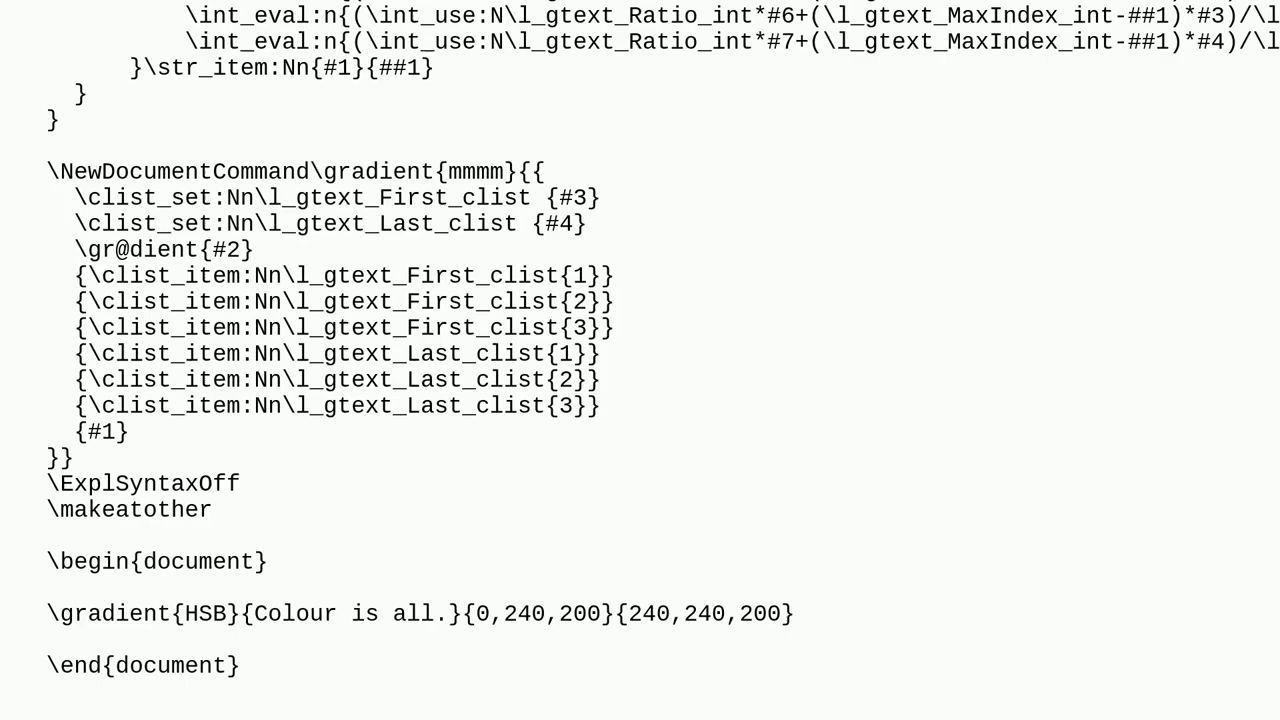 \int_eval:n{(\int_use:N\l_gtext_Ratio_int*#6+(\l_gtext_MaxIndex_int-##1)*#3)/\l
\int_eval:n{(\int_use:N\l_gtext_Ratio_int*#7+(\l_gtext_MaxIndex_int-##1)*#4)/\l
}\str_item:Nn{#1}{##1}
}
}
\NewDocumentCommand\gradient{mmmm}{{
\clist_set:Nn\l_gtext_First_clist {#3}
\clist_set:Nn\l_gtext_Last_clist {#4}
\gr@dient{#2}
{\clist_item:Nn\l_gtext_First_clist{1}}
{\clist_item:Nn\l_gtext_First_clist{2}}
{\clist_item:Nn\l_gtext_First_clist{3}}
{\clist_item:Nn\l_gtext_Last_clist{1}}
{\clist_item:Nn\l_gtext_Last_clist{2}}
{\clist_item:Nn\l_gtext_Last_clist{3}}
{#1}
}}
\ExplSyntaxOff
\makeatother
\begin{document}
\gradient{HSB}{Colour is all.}{0,240,200}{240,240,200}
\end{document}